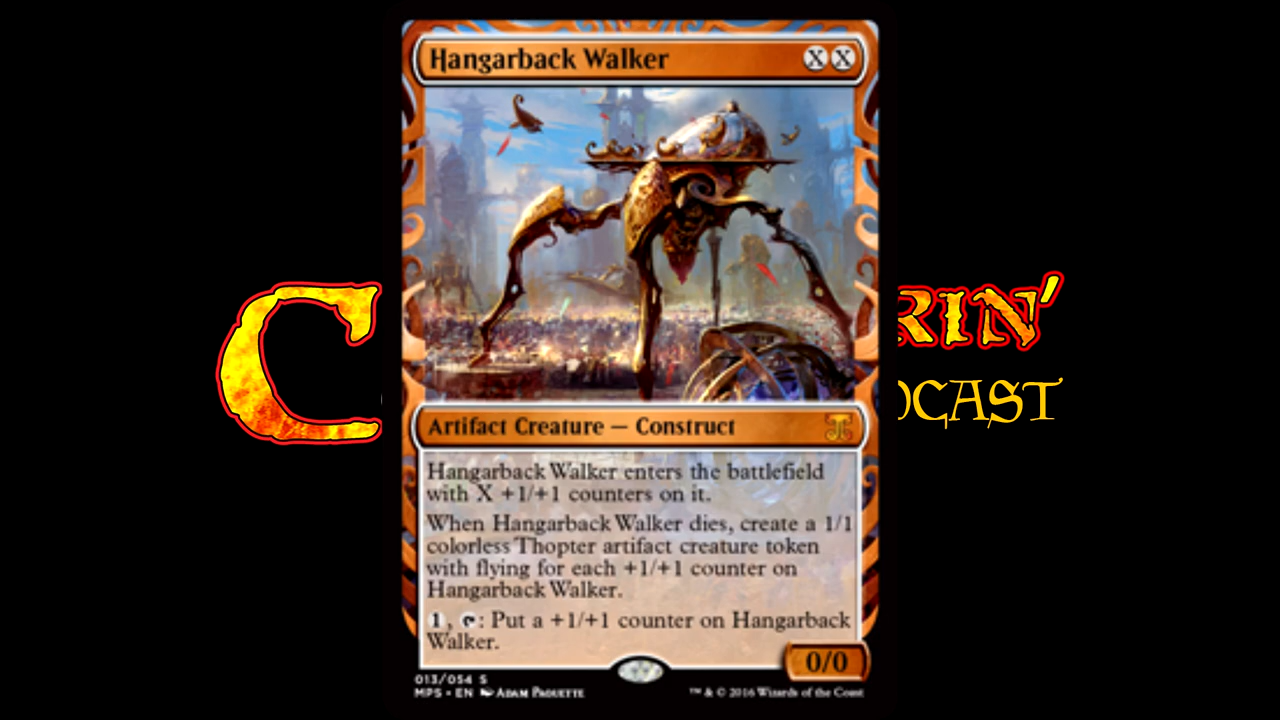 Hangarback Walker XX
C
RIN'
DCAST
Artifact Creature — Construct
Hangarback Walker enters the battlefield
with X +1/+1 counters on it.
When Hangarback Walker dies, create a 1/1
colorless Thopter artifact creature token
with flying for each +1/+1 counter on
Hangarback Walker.
1, : Put a +1/+1 counter on Hangarback
Walker.
0/0
013/054 S
MPS • EN Adam Paquette
™ & © 2016 Wizards of the Coast